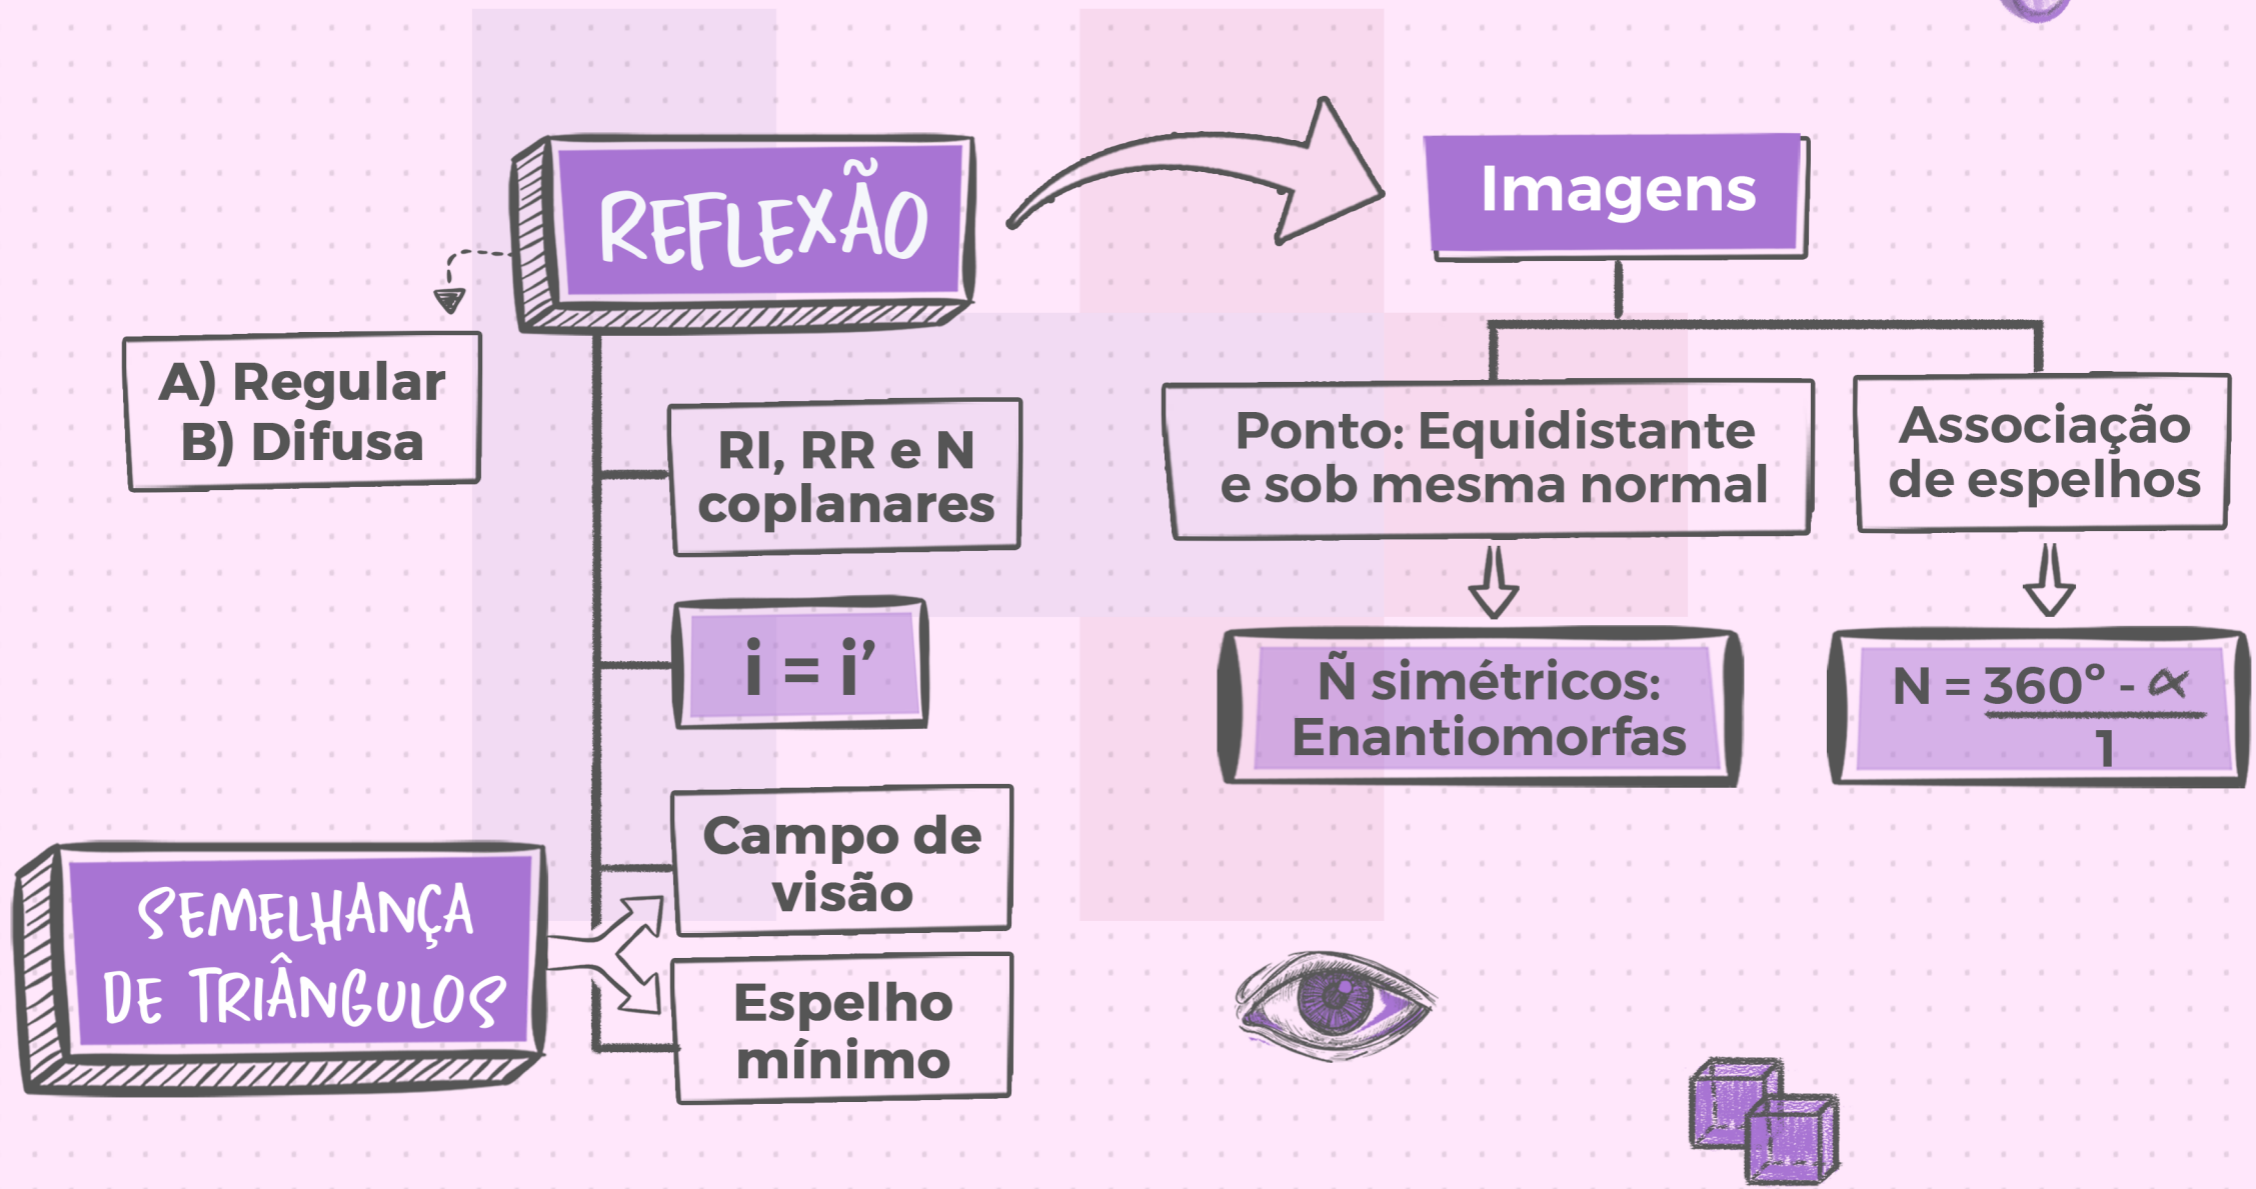 REFLEXÃO
A) Regular
B) Difusa
RI, RR e N
coplanares
i = i’
Campo de
visão
Espelho
mínimo
SEMELHANÇA
DE TRIÂNGULOS
Imagens
Ponto: Equidistante
e sob mesma normal
Ñ simétricos:
Enantiomorfas
Associação
de espelhos
N = 360º - α
1